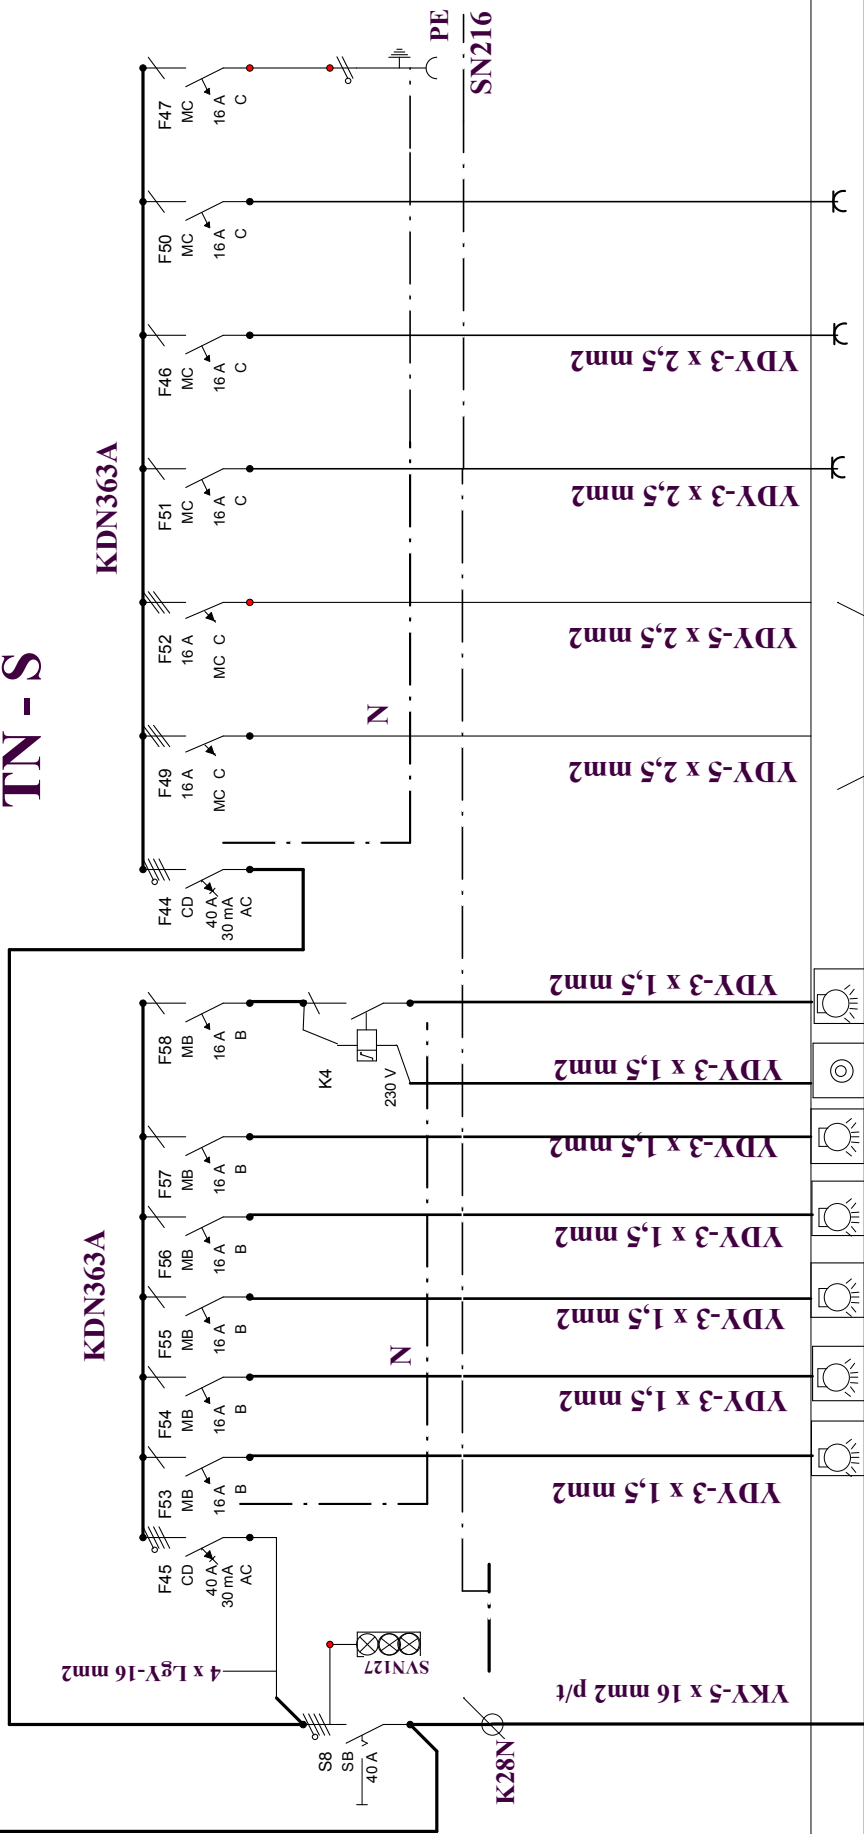 TN - S
KDN363A
F47
MC
16 A
C
PE
SN216
F50
MC
16 A
C
F46
MC
16 A
C
YDY-3 x 2,5 mm2
F51
MC
16 A
C
YDY-3 x 2,5 mm2
F52
16 A
MC C
YDY-5 x 2,5 mm2
F49
16 A
MC C
YDY-5 x 2,5 mm2
N
F44
CD
40 A
30 mA
AC
KDN363A
F58
MB
16 A
B
K4
230 V
YDY-3 x 1,5 mm2
YDY-3 x 1,5 mm2
F57
MB
16 A
B
YDY-3 x 1,5 mm2
F56
MB
16 A
B
YDY-3 x 1,5 mm2
F55
MB
16 A
B
YDY-3 x 1,5 mm2
F54
MB
16 A
B
YDY-3 x 1,5 mm2
N
F53
MB
16 A
B
YDY-3 x 1,5 mm2
F45
CD
40 A
30 mA
AC
4 x LgY-16 mm2
SVN127
S8
SB
40 A
K28N
YKY-5 x 16 mm2 p/t